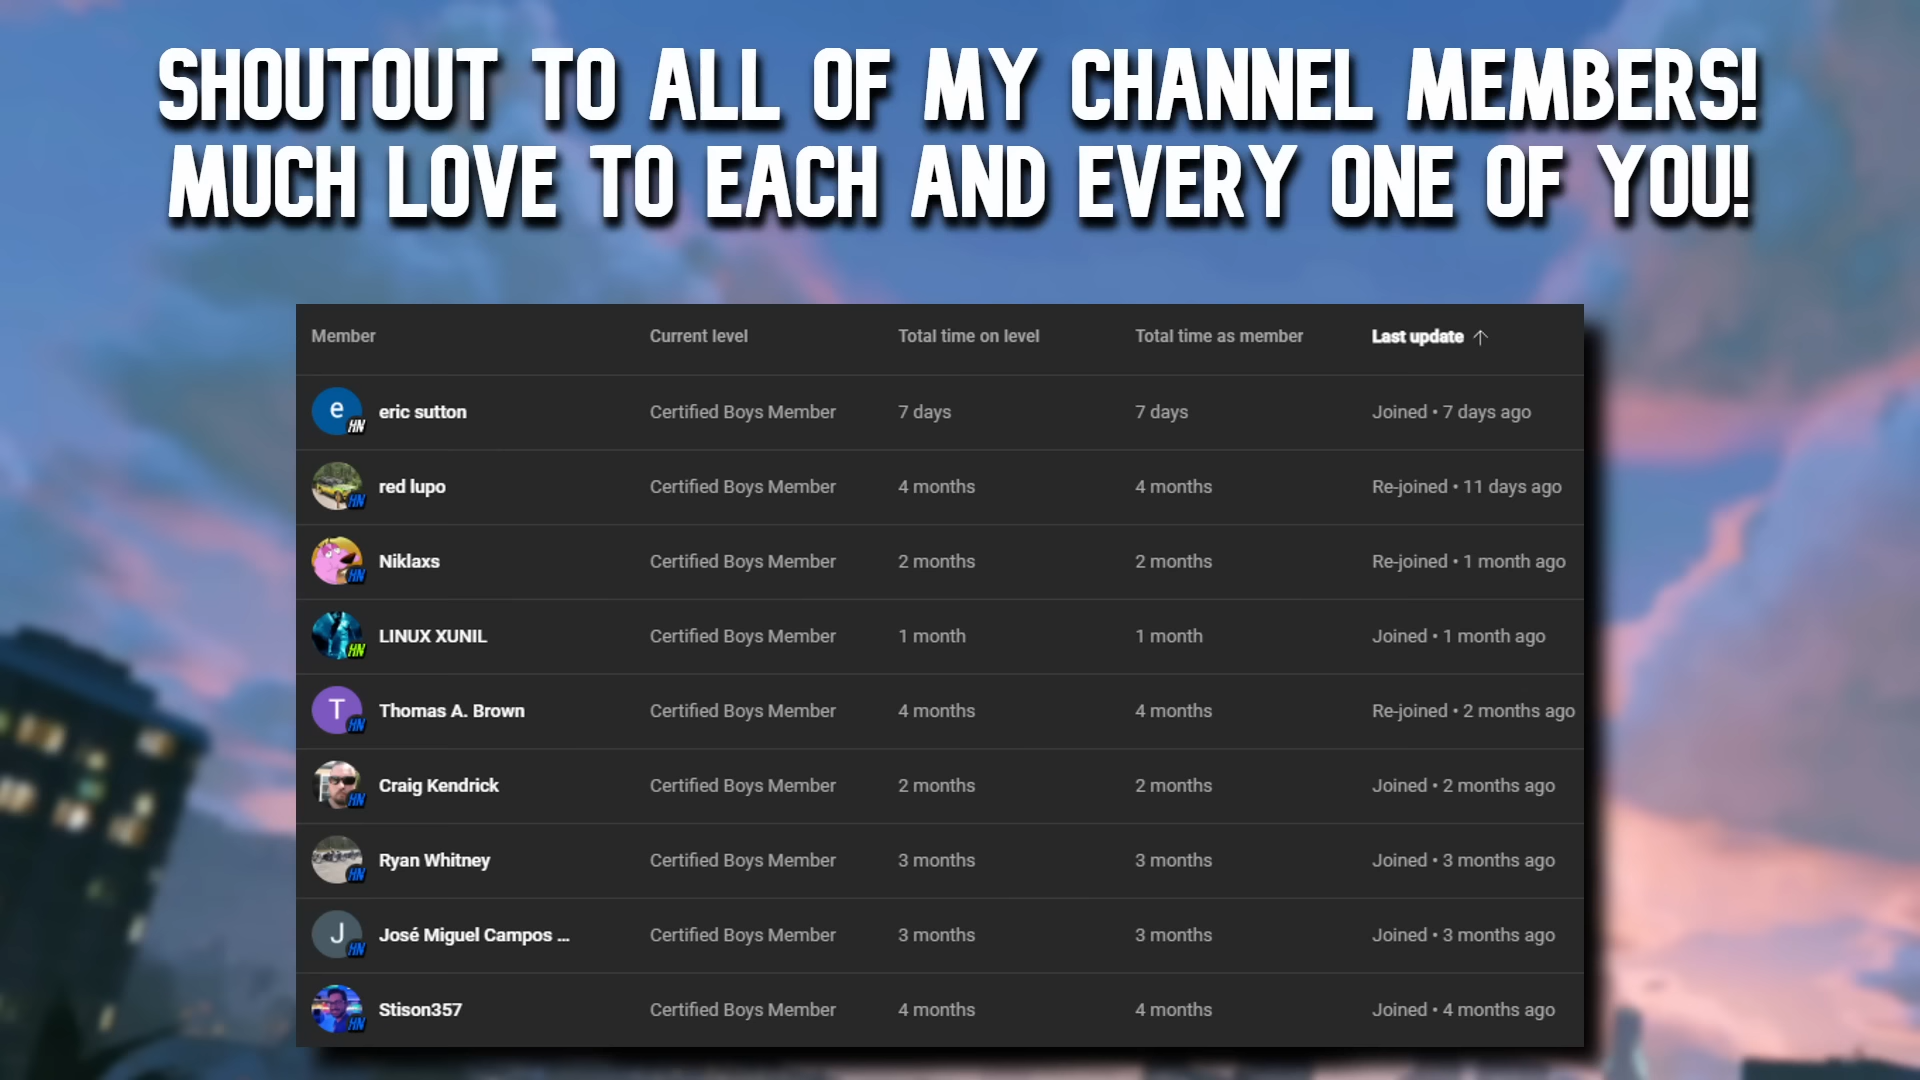 SHOUTOUT TO ALL OF MY CHANNEL MEMBERS!
MUCH LOVE TO EACH AND EVERY ONE OF YOU!
Member Current level Total time on level Total time as member Last update ↑
e HN eric sutton Certified Boys Member 7 days 7 days Joined • 7 days ago
HN red lupo Certified Boys Member 4 months 4 months Re-joined • 11 days ago
HN Niklaxs Certified Boys Member 2 months 2 months Re-joined • 1 month ago
HN LINUX XUNIL Certified Boys Member 1 month 1 month Joined • 1 month ago
T HN Thomas A. Brown Certified Boys Member 4 months 4 months Re-joined • 2 months ago
HN Craig Kendrick Certified Boys Member 2 months 2 months Joined • 2 months ago
HN Ryan Whitney Certified Boys Member 3 months 3 months Joined • 3 months ago
J HN José Miguel Campos ... Certified Boys Member 3 months 3 months Joined • 3 months ago
HN Stison357 Certified Boys Member 4 months 4 months Joined • 4 months ago